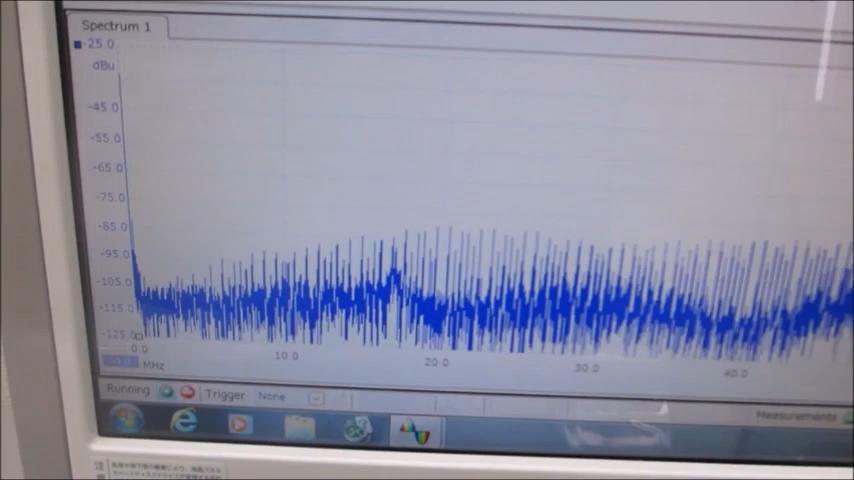 Spectrum 1
-25.0
dBu
-45.0
-55.0
-65.0
-75.0
-85.0
-95.0
-105.0
-115.0
-125.0
0.0 10.0 20.0 30.0 40.0
MHz
Running Trigger None
Measurements
注